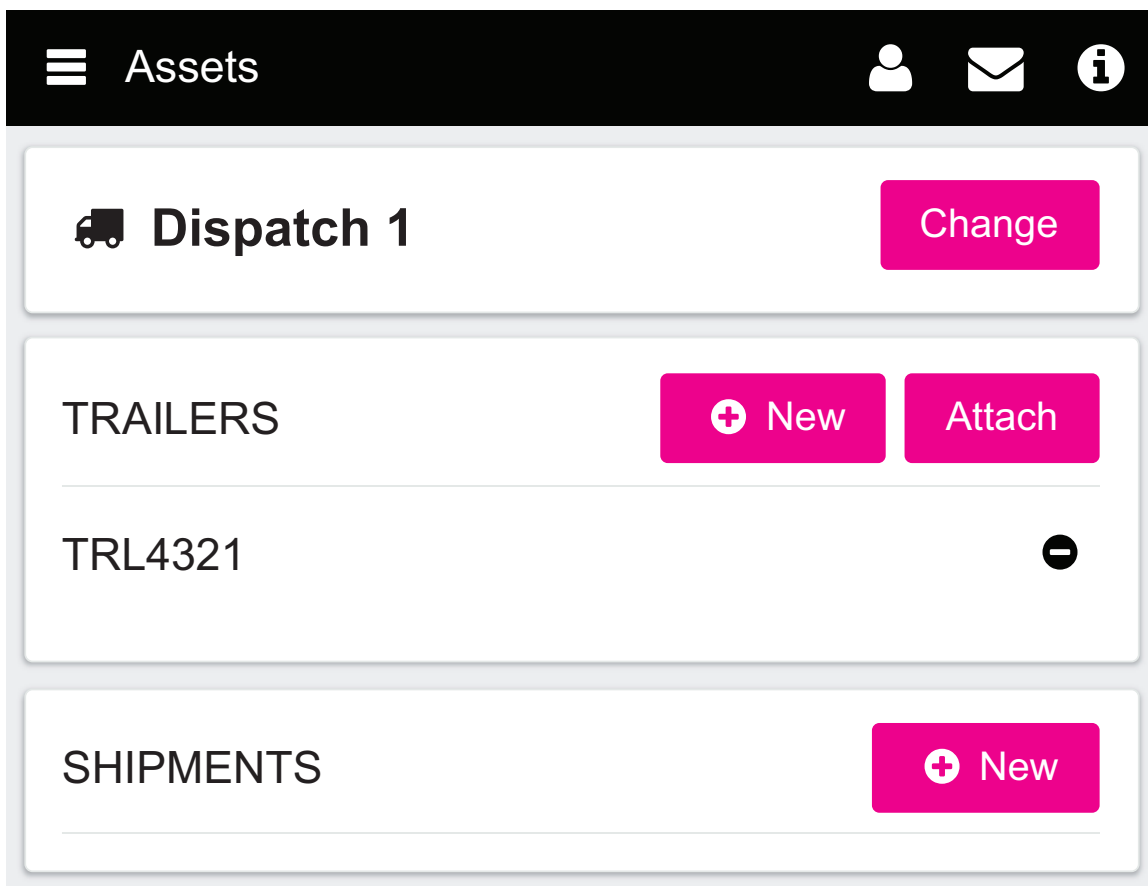 Assets
Dispatch 1 Change
TRAILERS New Attach
TRL4321
SHIPMENTS New